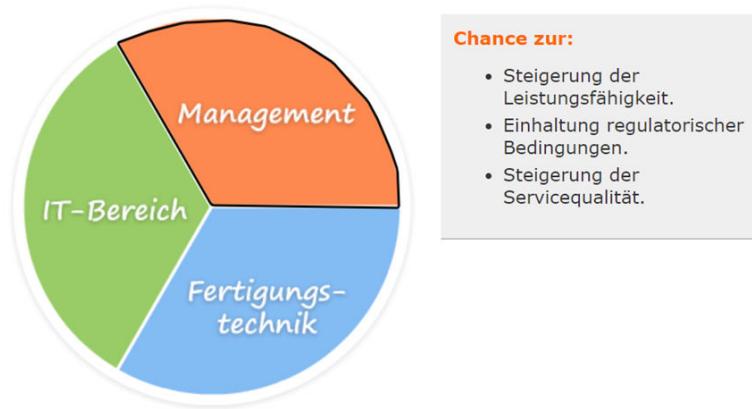 Management
IT-Bereich
Fertigungs-
technik
Chance zur:
• Steigerung der
Leistungsfähigkeit.
• Einhaltung regulatorischer
Bedingungen.
• Steigerung der
Servicequalität.